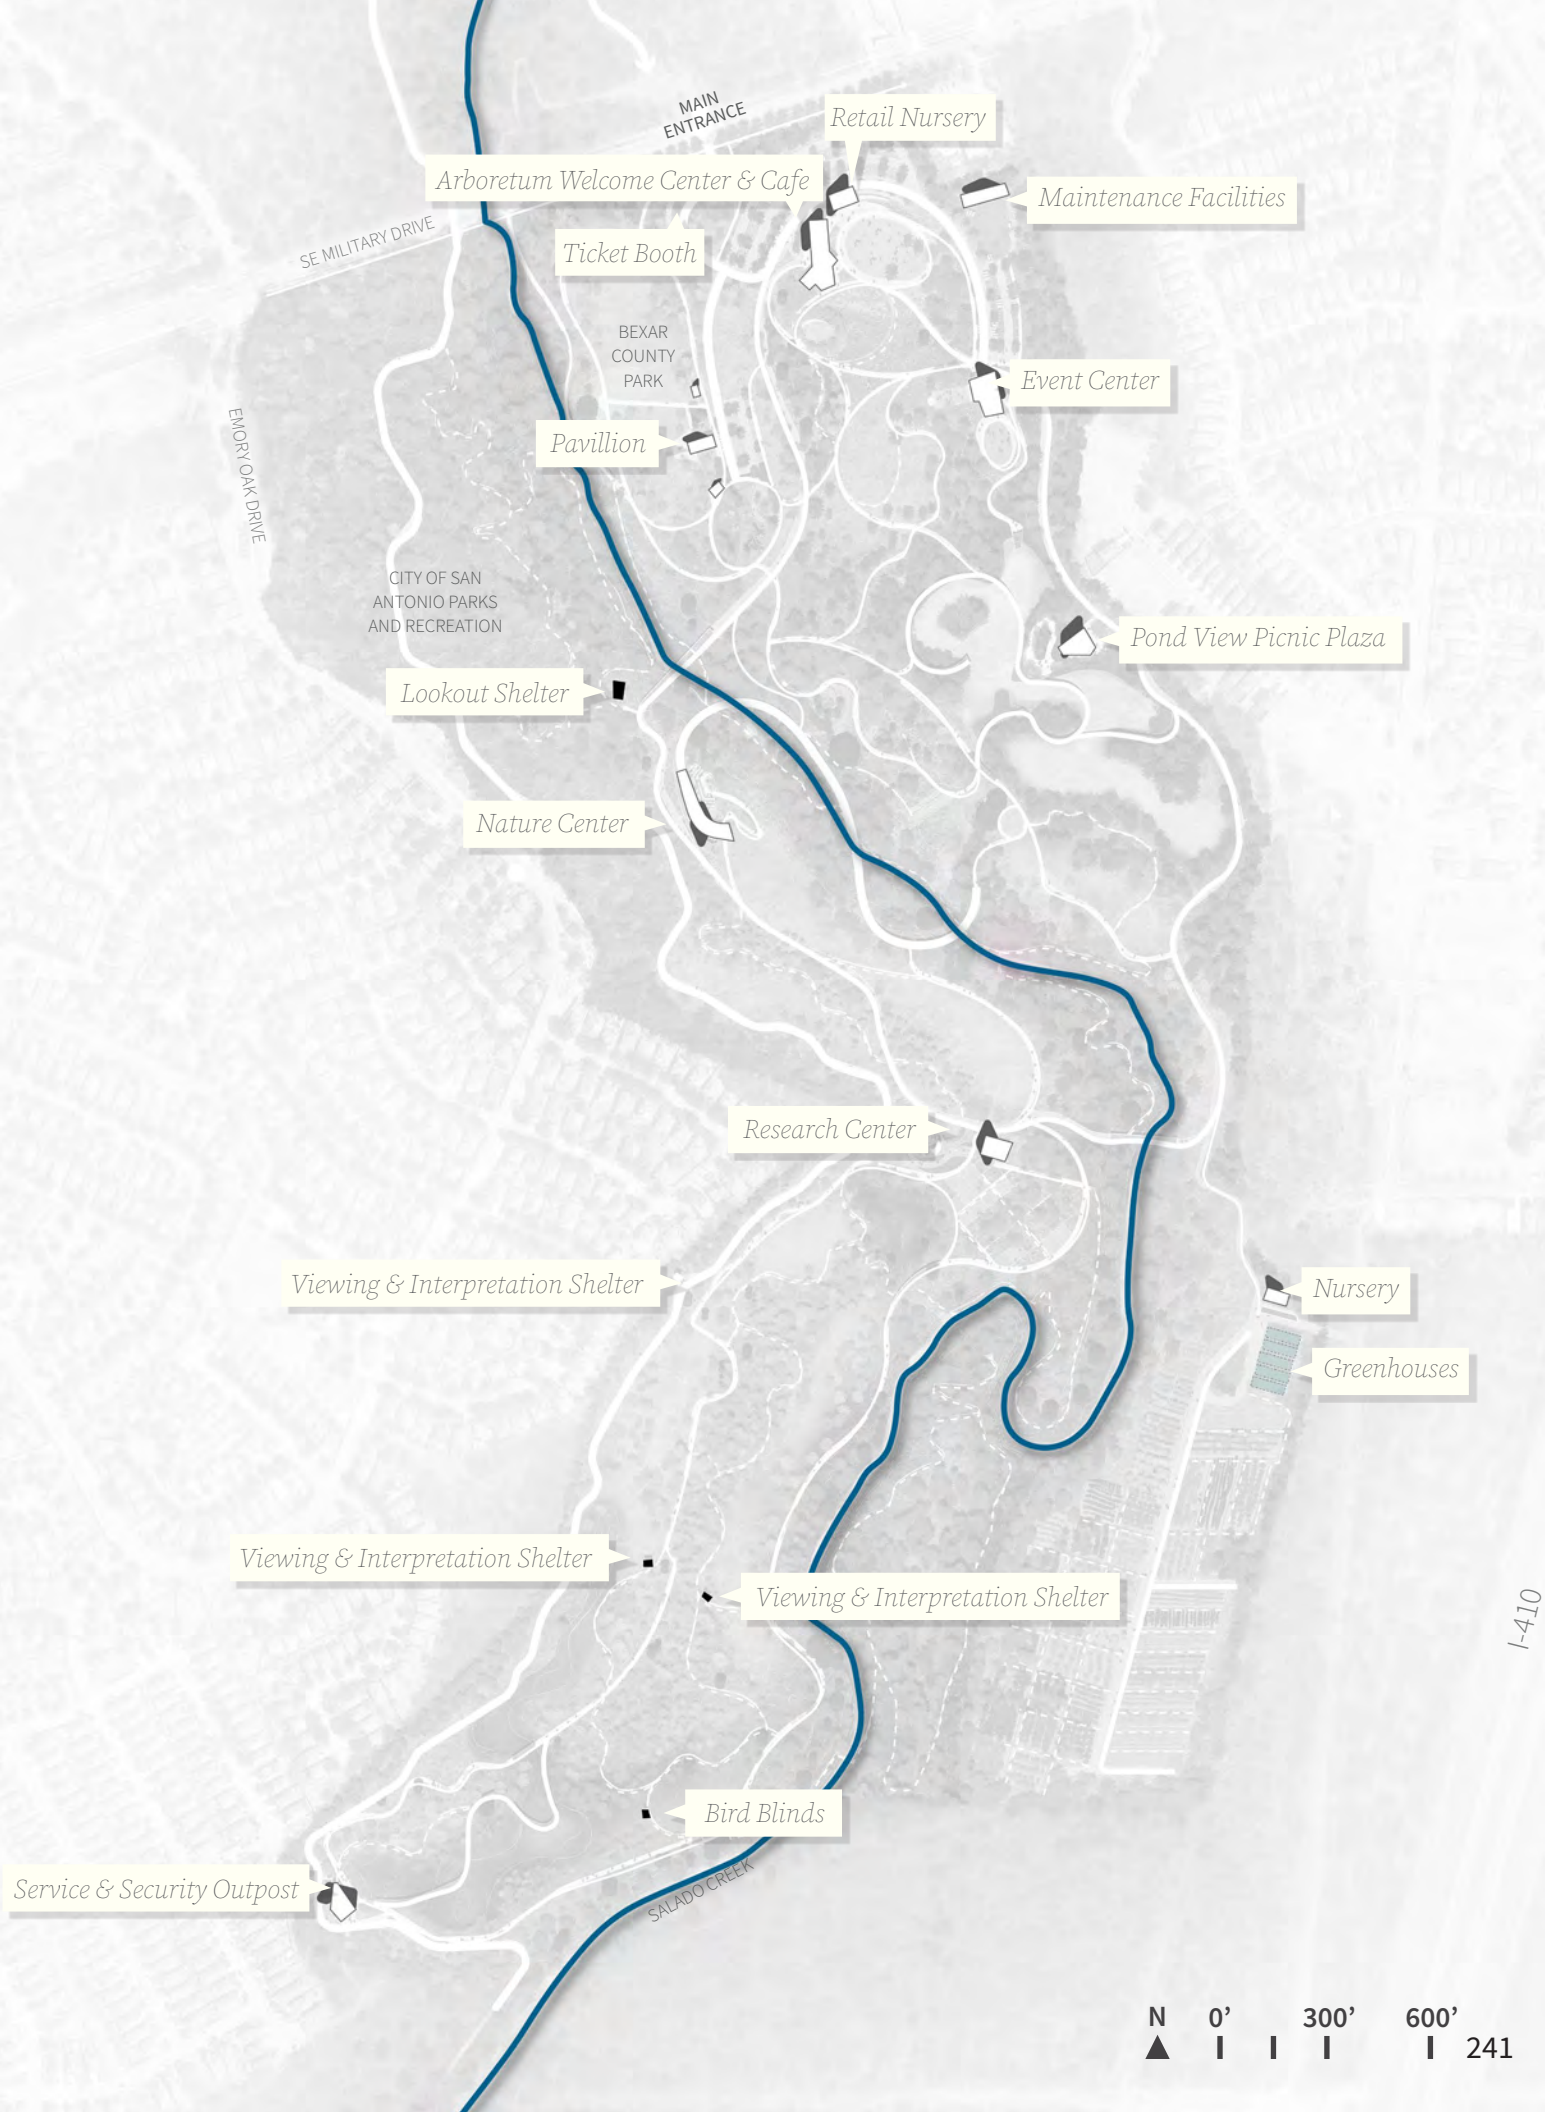 MAIN
ENTRANCE
Retail Nursery
Arboretum Welcome Center & Cafe
Maintenance Facilities
SE MILITARY DRIVE
Ticket Booth
BEXAR
COUNTY
PARK
Event Center
EMORY OAK DRIVE
Pavillion
CITY OF SAN
ANTONIO PARKS
AND RECREATION
Pond View Picnic Plaza
Lookout Shelter
Nature Center
Research Center
Viewing & Interpretation Shelter
Nursery
Greenhouses
Viewing & Interpretation Shelter
Viewing & Interpretation Shelter
I-410
Bird Blinds
SALADO CREEK
Service & Security Outpost
N 0’ 300’ 600’
241